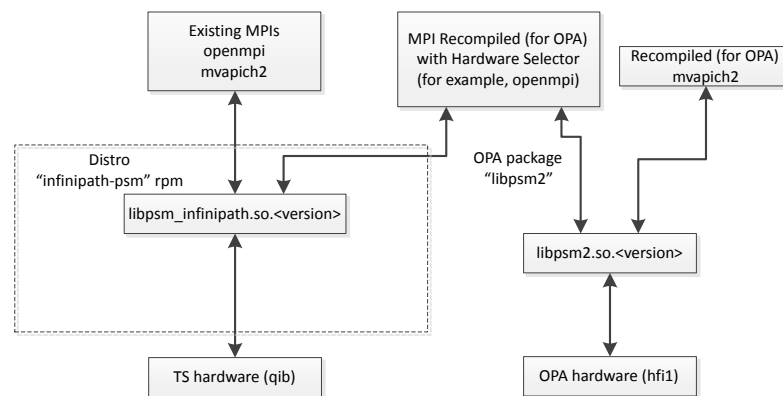 Existing MPIs
openmpi
mvapich2
MPI Recompiled (for OPA)
with Hardware Selector
(for example, openmpi)
Recompiled (for OPA)
mvapich2
Distro
“infinipath-psm” rpm
OPA package
“libpsm2”
libpsm_infinipath.so.<version>
libpsm2.so.<version>
TS hardware (qib)
OPA hardware (hfi1)